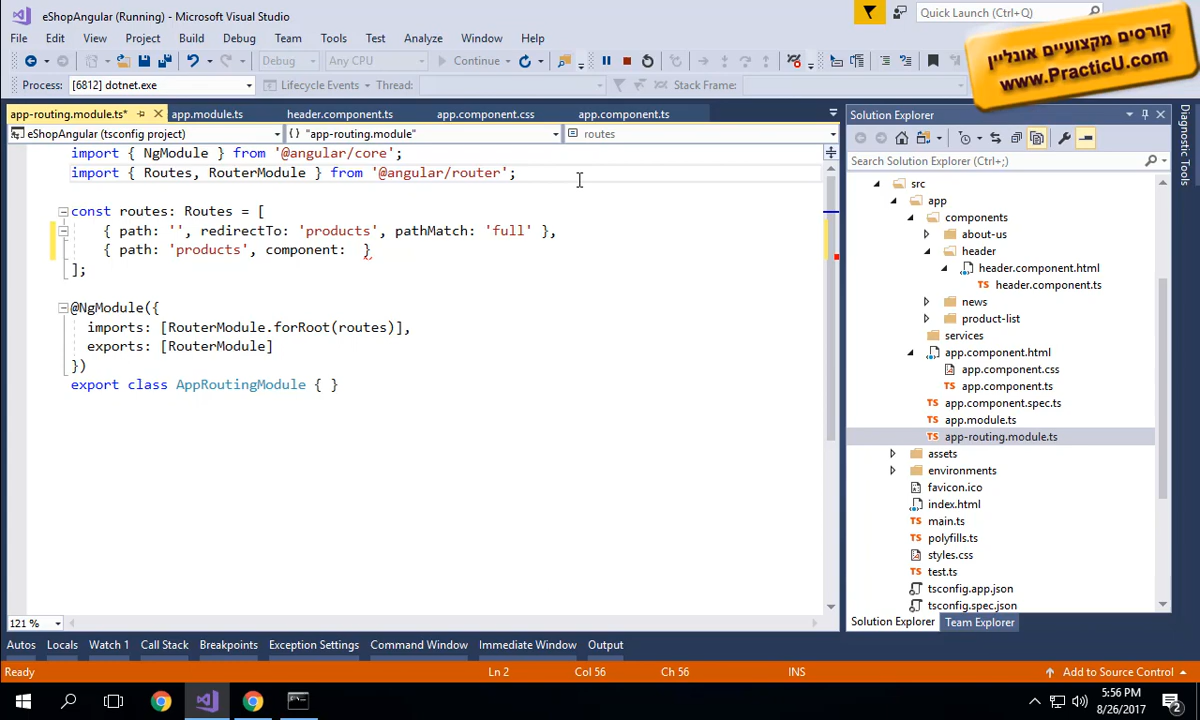 eShopAngular (Running) - Microsoft Visual Studio
Quick Launch (Ctrl+;)
קורסים מקצועיים אונליין
www.PracticU.com
File Edit View Project Build Debug Team Tools Test Analyze Window Help
Debug Any CPU Continue
Process: [6812] dotnet.exe Lifecycle Events Thread: Stack Frame:
app-routing.module.ts* app.module.ts header.component.ts app.component.css app.component.ts
eShopAngular (tsconfig project) "app-routing.module" routes
import { NgModule } from '@angular/core';
import { Routes, RouterModule } from '@angular/router';
const routes: Routes = [
{ path: '', redirectTo: 'products', pathMatch: 'full' },
{ path: 'products', component:  }
];
@NgModule({
imports: [RouterModule.forRoot(routes)],
exports: [RouterModule]
})
export class AppRoutingModule { }
121 %
Solution Explorer
Search Solution Explorer (Ctrl+;)
src
app
components
about-us
header
header.component.html
header.component.ts
news
product-list
services
app.component.html
app.component.css
app.component.ts
app.component.spec.ts
app.module.ts
app-routing.module.ts
assets
environments
favicon.ico
index.html
main.ts
polyfills.ts
styles.css
test.ts
tsconfig.app.json
tsconfig.spec.json
Solution Explorer Team Explorer
Diagnostic Tools
Autos Locals Watch 1 Call Stack Breakpoints Exception Settings Command Window Immediate Window Output
Ready Ln 2 Col 56 Ch 56 INS Add to Source Control
5:56 PM
8/26/2017
2